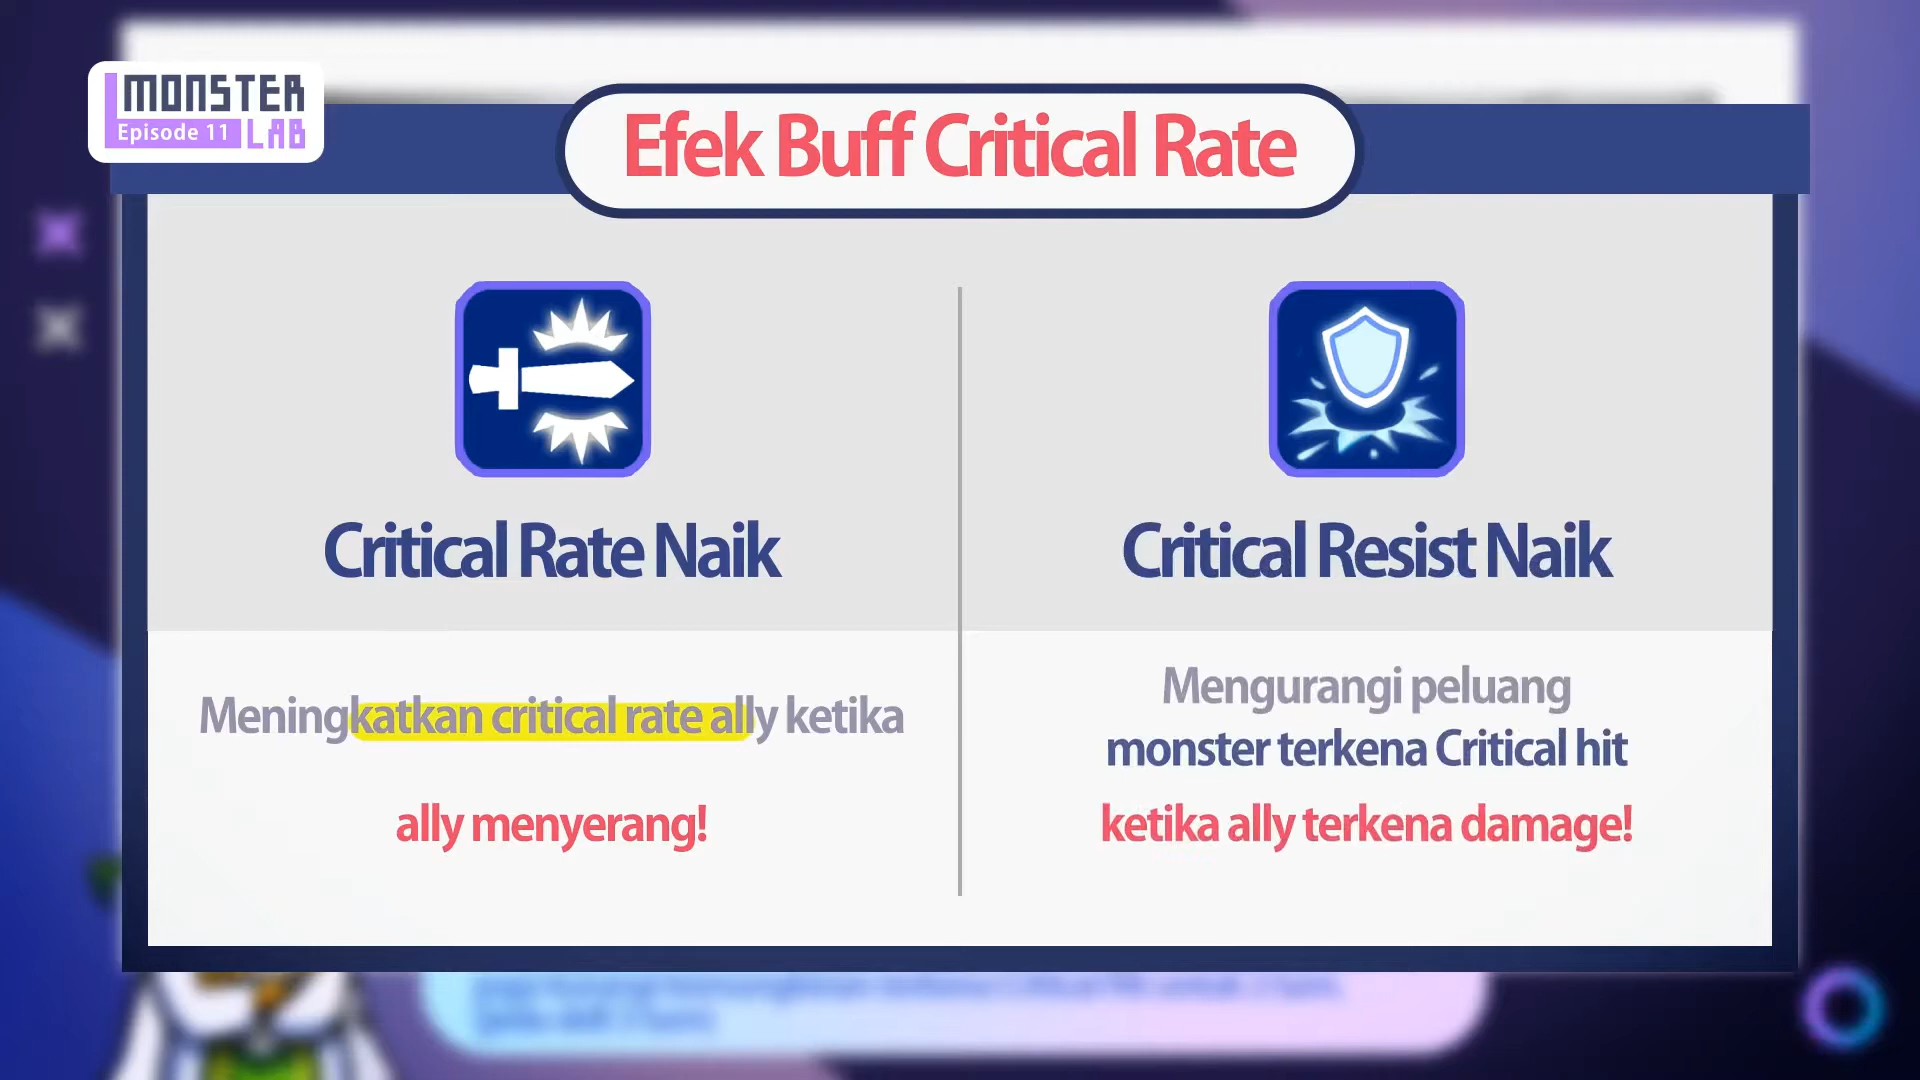 MONSTER
Episode 11 LAB
Efek Buff Critical Rate
Critical Rate Naik
Critical Resist Naik
Meningkatkan critical rate ally ketika
ally menyerang!
Mengurangi peluang
monster terkena Critical hit
ketika ally terkena damage!